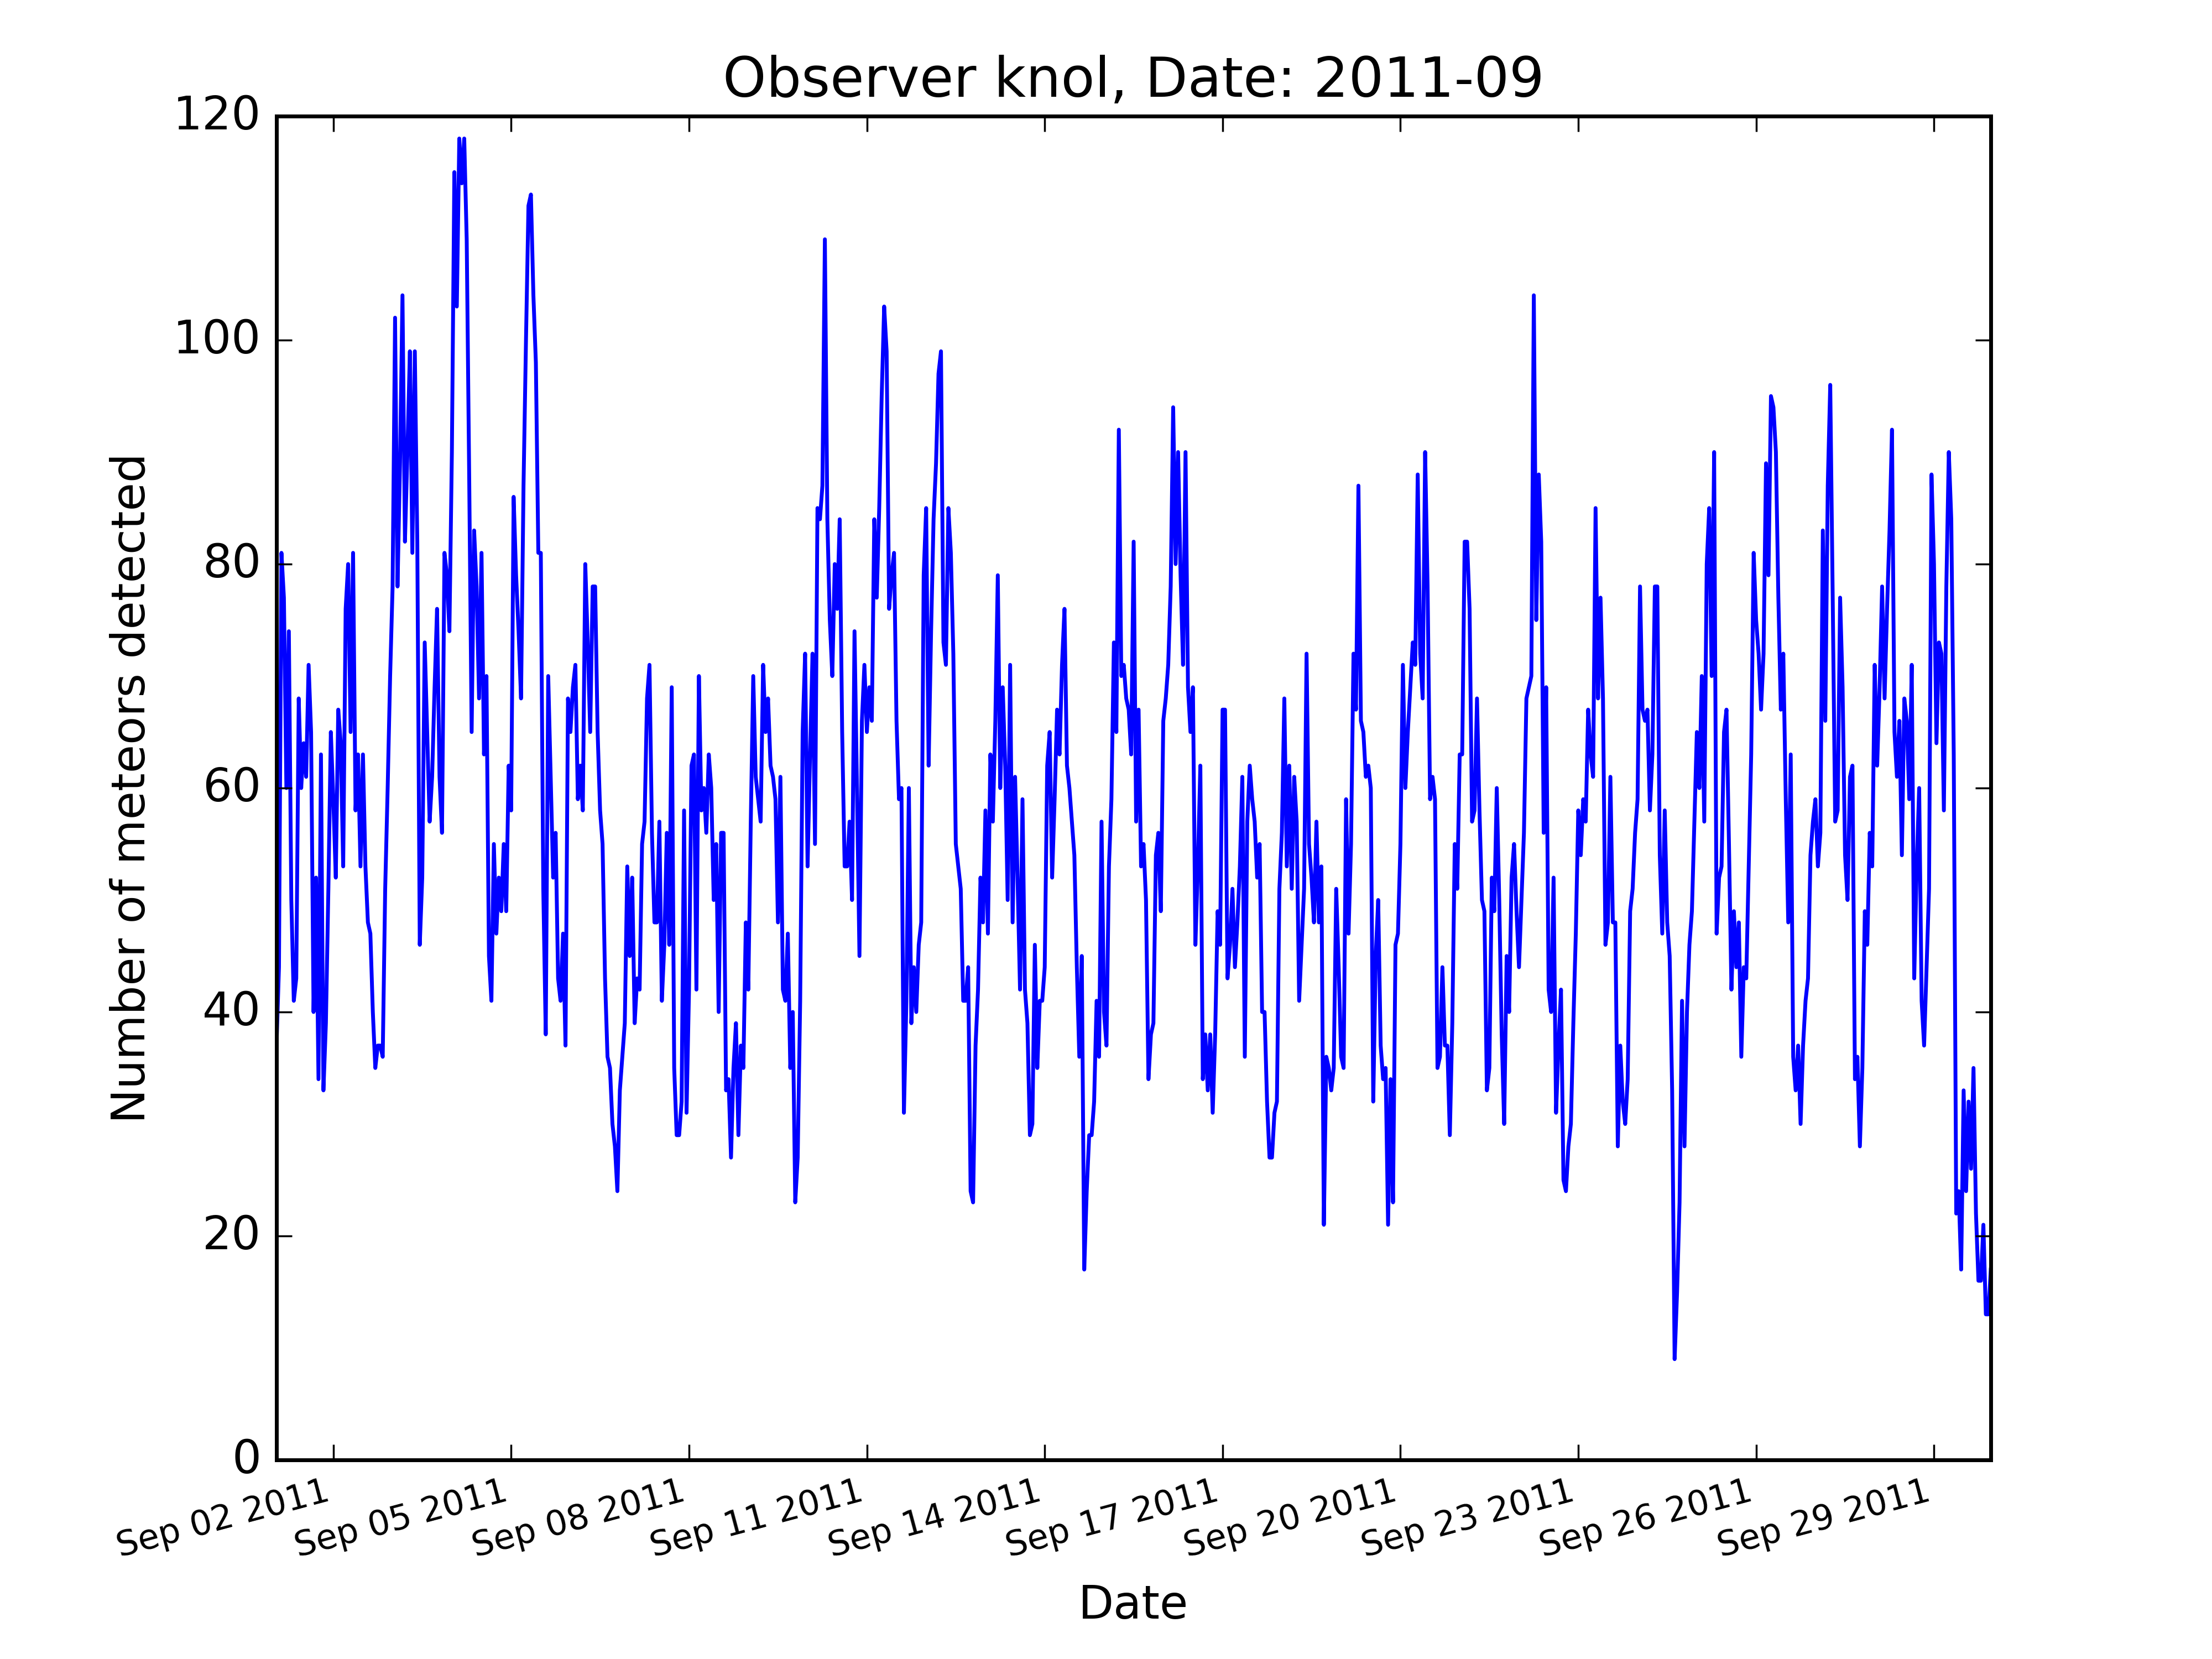 Observer knol, Date: 2011-09
120
100
80
60
40
20
0
Number of meteors detected
Sep 02 2011
Sep 05 2011
Sep 08 2011
Sep 11 2011
Sep 14 2011
Sep 17 2011
Sep 20 2011
Sep 23 2011
Sep 26 2011
Sep 29 2011
Date